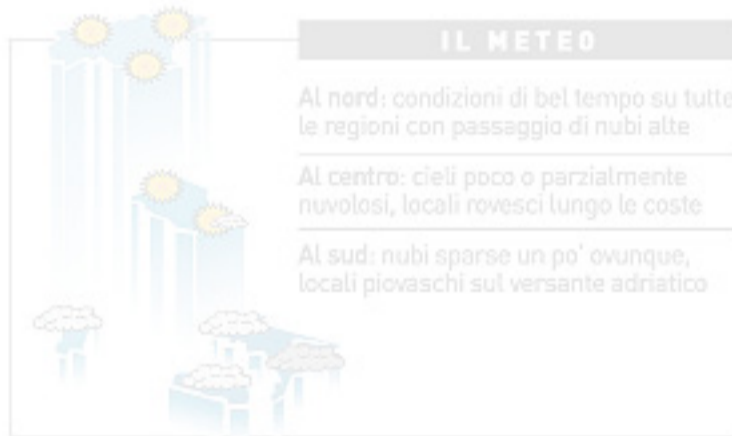 IL METEO
Al nord: condizioni di bel tempo su tutte
le regioni con passaggio di nubi alte
Al centro: cieli poco o parzialmente
nuvolosi, locali rovesci lungo le coste
Al sud: nubi sparse un po' ovunque,
locali piovaschi sul versante adriatico